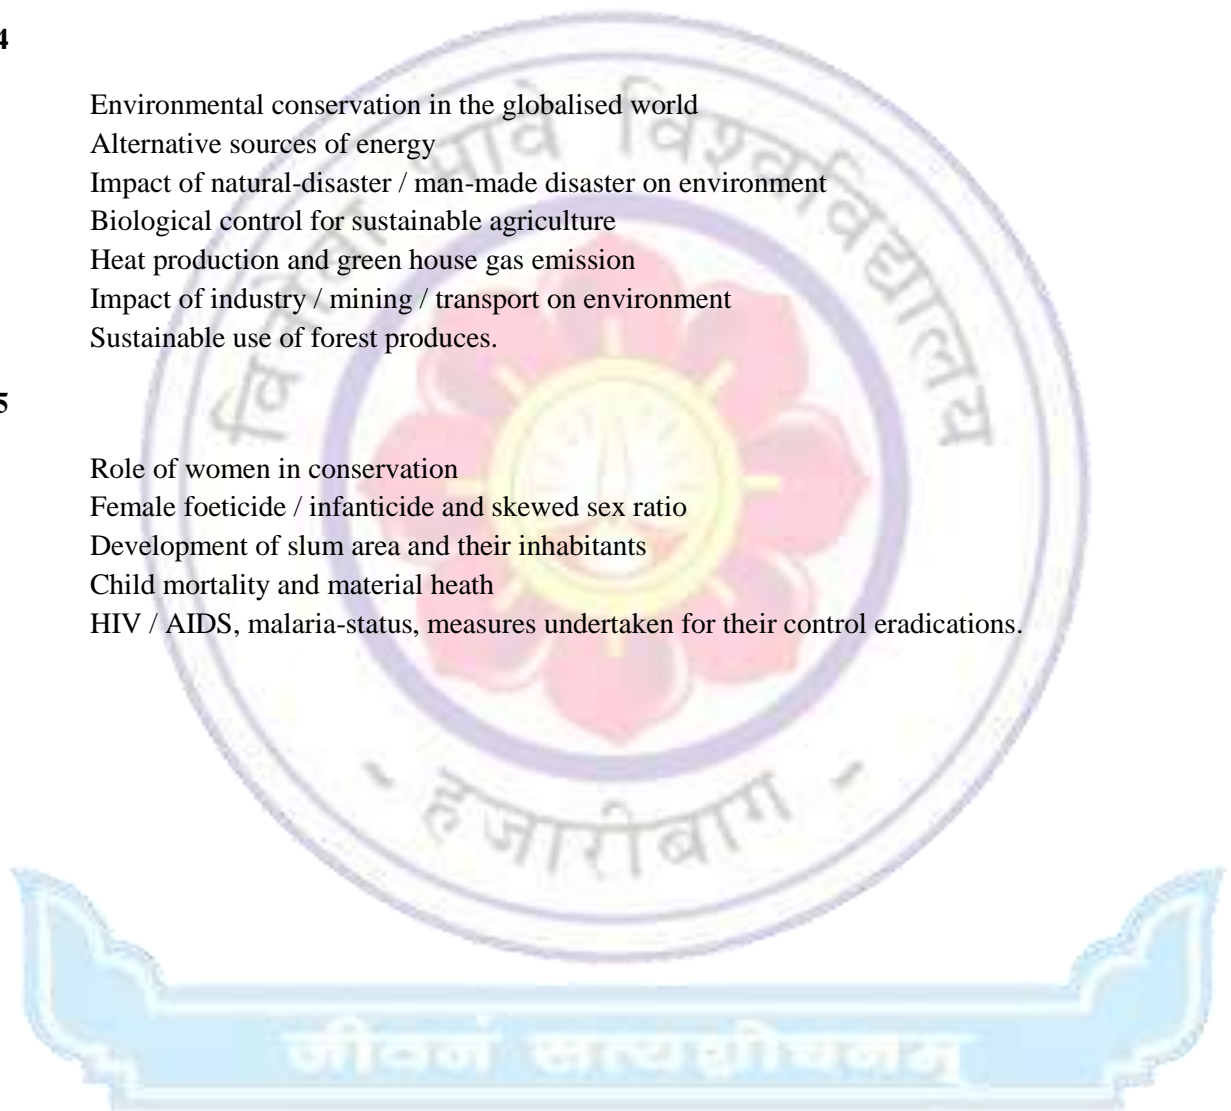 4
Environmental conservation in the globalised world
Alternative sources of energy
Impact of natural-disaster / man-made disaster on environment
Biological control for sustainable agriculture
Heat production and green house gas emission
Impact of industry / mining / transport on environment
Sustainable use of forest produces.
5
Role of women in conservation
Female foeticide / infanticide and skewed sex ratio
Development of slum area and their inhabitants
Child mortality and material heath
HIV / AIDS, malaria-status, measures undertaken for their control eradications.
विनोबा भावे विश्वविद्यालय
- हजारीबाग -